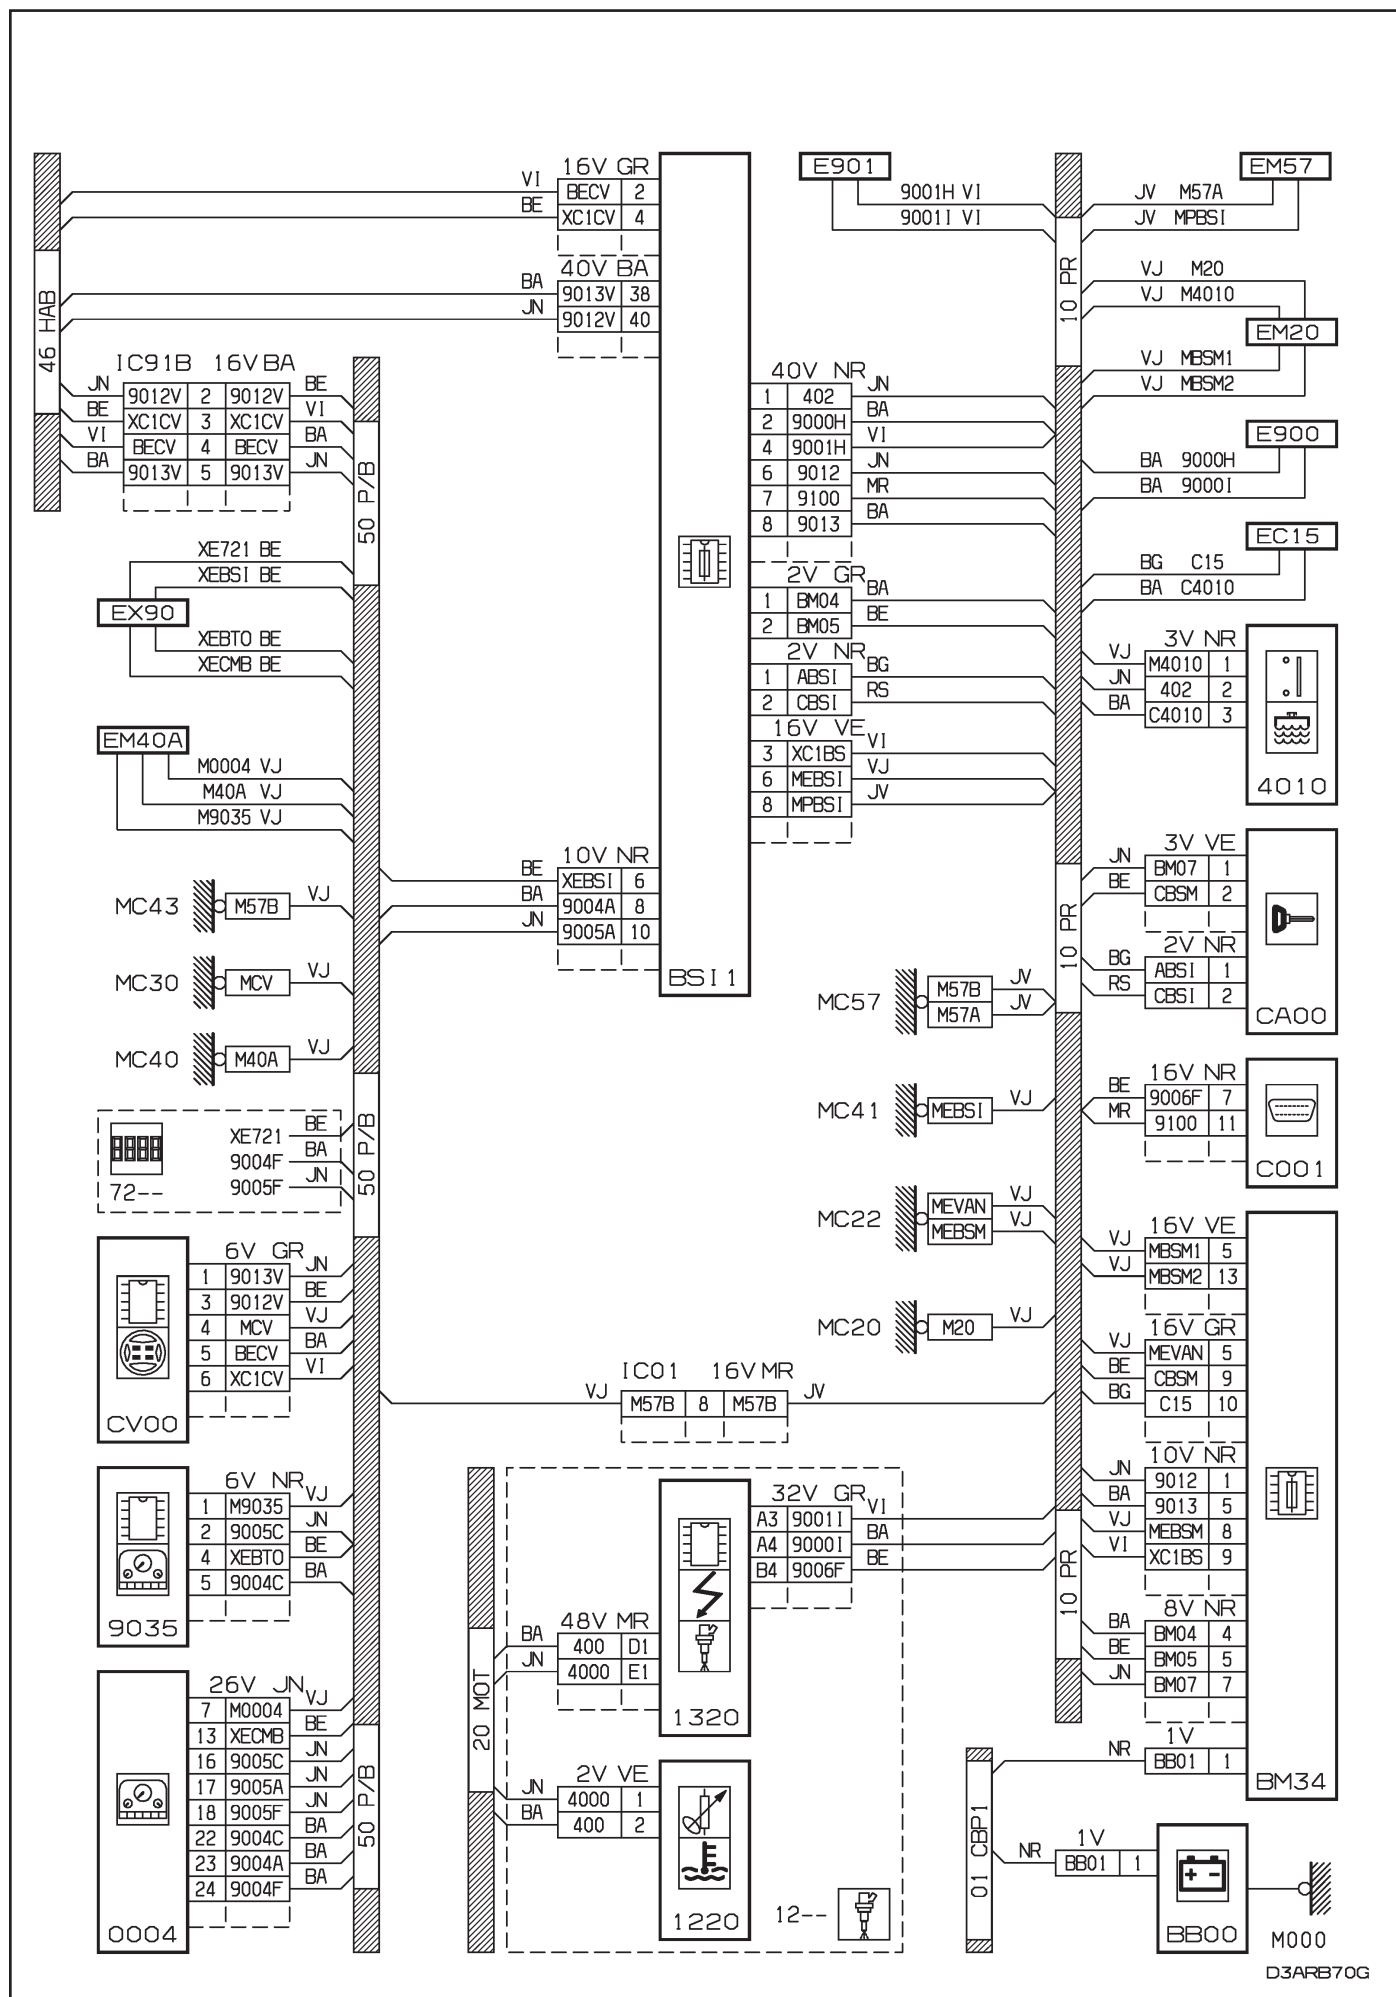 16V GR
VI BECV 2
BE XC1CV 4
40V BA
BA 9013V 38
JN 9012V 40
46 HAB
IC91B 16V BA
JN 9012V 2 9012V BE
BE XC1CV 3 XC1CV VI
VI BECV 4 BECV BA
BA 9013V 5 9013V JN
50 P/B
XE721 BE
XEBSI BE
EX90
XEBTO BE
XECMB BE
EM40A
M0004 VJ
M40A VJ
M9035 VJ
10V NR
BE XEBSI 6
BA 9004A 8
JN 9005A 10
BSI1
MC43 M57B VJ
MC30 MCV VJ
MC40 M40A VJ
50 P/B
XE721 BE
9004F BA
9005F JN
72--
6V GR
1 9013V JN
3 9012V BE
4 MCV VJ
5 BECV BA
6 XC1CV VI
CV00
6V NR
1 M9035 VJ
2 9005C JN
4 XEBTO BE
5 9004C BA
9035
26V JN
7 M0004 VJ
13 XECMB BE
16 9005C JN
17 9005A JN
18 9005F JN
22 9004C BA
23 9004A BA
24 9004F BA
0004
50 P/B
E901
9001H VI
9001I VI
10 PR
EM57
JV M57A
JV MPBSI
VJ M20
VJ M4010
EM20
VJ MBSM1
VJ MBSM2
E900
BA 9000H
BA 9000I
EC15
BG C15
BA C4010
40V NR
1 402 JN
2 9000H BA
4 9001H VI
6 9012 JN
7 9100 MR
8 9013 BA
2V GR
1 BM04 BA
2 BM05 BE
2V NR
1 ABSI BG
2 CBSI RS
16V VE
3 XC1BS VI
6 MEBSI VJ
8 MPBSI JV
3V NR
VJ M4010 1
JN 402 2
BA C4010 3
4010
10 PR
3V VE
JN BM07 1
BE CBSM 2
2V NR
BG ABSI 1
RS CBSI 2
CA00
MC57 M57B JV
M57A JV
MC41 MEBSI VJ
MC22 MEVAN VJ
MEBSM VJ
MC20 M20 VJ
16V NR
BE 9006F 7
MR 9100 11
C001
16V VE
VJ MBSM1 5
VJ MBSM2 13
16V GR
VJ MEVAN 5
BE CBSM 9
BG C15 10
10V NR
JN 9012 1
BA 9013 5
VJ MEBSM 8
VI XC1BS 9
8V NR
BA BM04 4
BE BM05 5
JN BM07 7
1V
NR BB01 1
BM34
IC01 16V MR
VJ M57B 8 M57B JV
32V GR
A3 9001I VI
A4 9000I BA
B4 9006F BE
10 PR
48V MR
BA 400 D1
JN 4000 E1
1320
20 MOT
2V VE
JN 4000 1
BA 400 2
1220
12--
01 CBP1
1V
NR BB01 1
BB00
M000
D3ARB70G